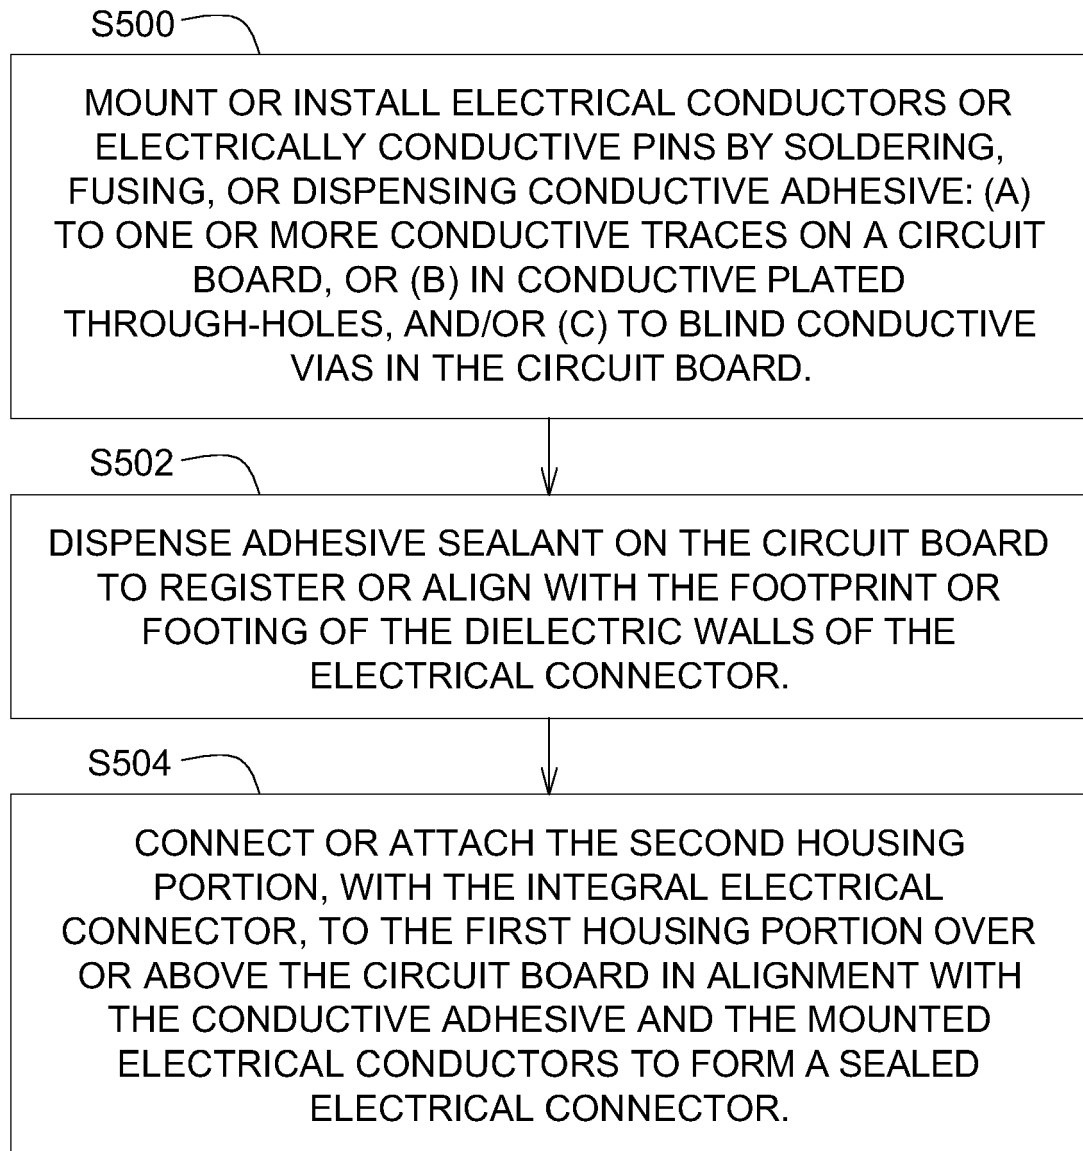 S500
MOUNT OR INSTALL ELECTRICAL CONDUCTORS OR
ELECTRICALLY CONDUCTIVE PINS BY SOLDERING,
FUSING, OR DISPENSING CONDUCTIVE ADHESIVE: (A)
TO ONE OR MORE CONDUCTIVE TRACES ON A CIRCUIT
BOARD, OR (B) IN CONDUCTIVE PLATED
THROUGH-HOLES, AND/OR (C) TO BLIND CONDUCTIVE
VIAS IN THE CIRCUIT BOARD.
S502
DISPENSE ADHESIVE SEALANT ON THE CIRCUIT BOARD
TO REGISTER OR ALIGN WITH THE FOOTPRINT OR
FOOTING OF THE DIELECTRIC WALLS OF THE
ELECTRICAL CONNECTOR.
S504
CONNECT OR ATTACH THE SECOND HOUSING
PORTION, WITH THE INTEGRAL ELECTRICAL
CONNECTOR, TO THE FIRST HOUSING PORTION OVER
OR ABOVE THE CIRCUIT BOARD IN ALIGNMENT WITH
THE CONDUCTIVE ADHESIVE AND THE MOUNTED
ELECTRICAL CONDUCTORS TO FORM A SEALED
ELECTRICAL CONNECTOR.